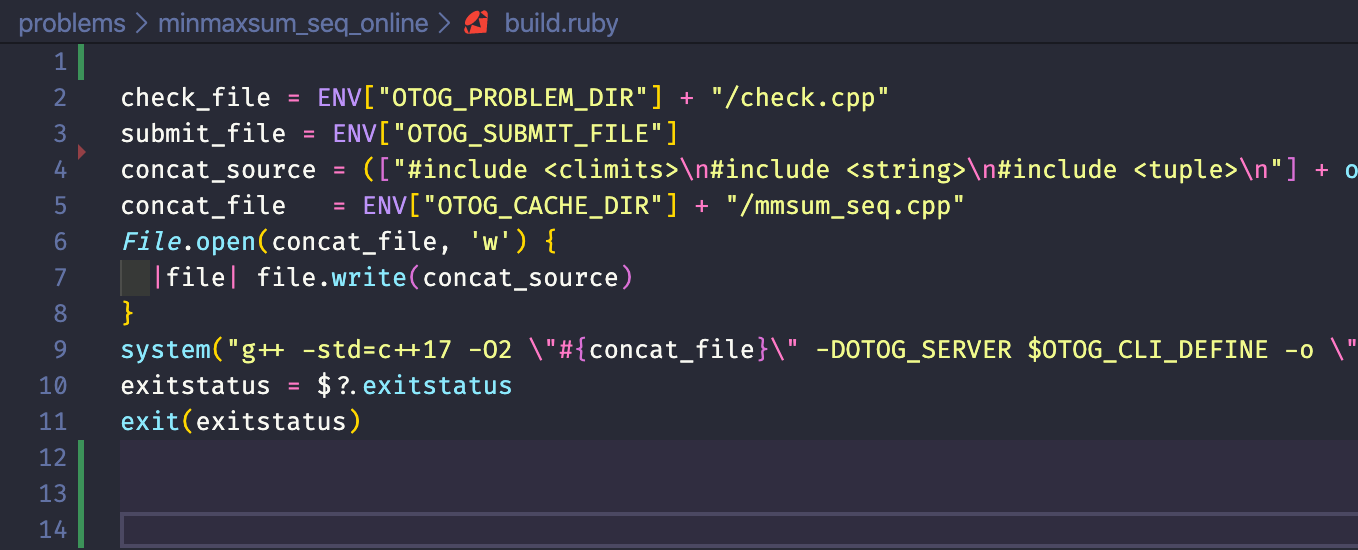 problems > minmaxsum_seq_online > build.ruby
1
2 check_file = ENV["OTOG_PROBLEM_DIR"] + "/check.cpp"
3 submit_file = ENV["OTOG_SUBMIT_FILE"]
4 concat_source = (["#include <climits>\n#include <string>\n#include <tuple>\n"] + o
5 concat_file   = ENV["OTOG_CACHE_DIR"] + "/mmsum_seq.cpp"
6 File.open(concat_file, 'w') {
7   |file| file.write(concat_source)
8 }
9 system("g++ -std=c++17 -O2 \"#{concat_file}\" -DOTOG_SERVER $OTOG_CLI_DEFINE -o \"
10 exitstatus = $?.exitstatus
11 exit(exitstatus)
12
13
14